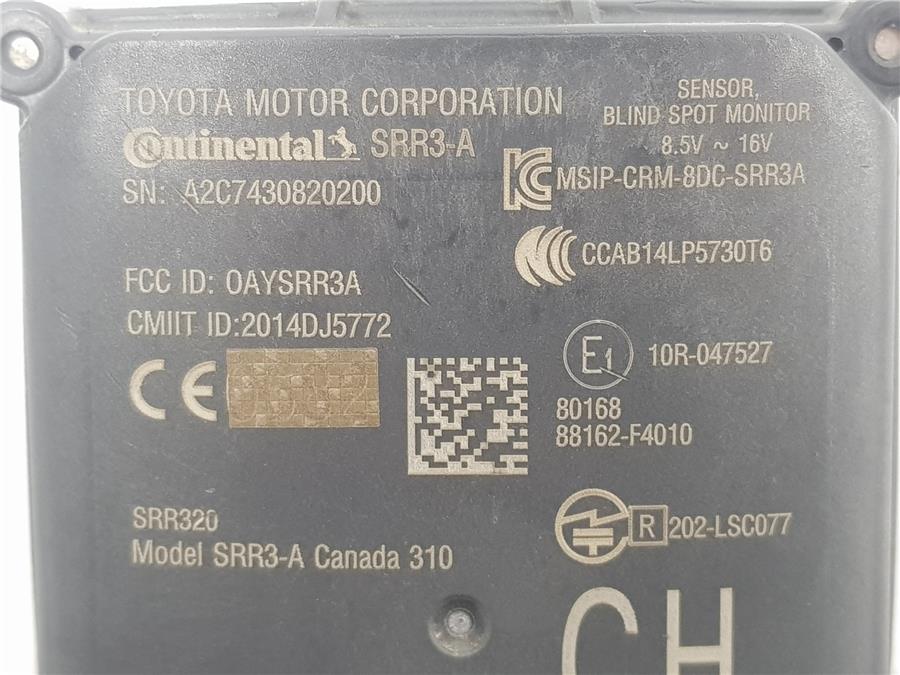 TOYOTA MOTOR CORPORATION
Continental SRR3-A
SN: A2C7430820200
SENSOR,
BLIND SPOT MONITOR
8.5V ~ 16V
MSIP-CRM-8DC-SRR3A
CCAB14LP5730T6
FCC ID: OAYSRR3A
CMIIT ID:2014DJ5772
CE
E1 10R-047527
80168
88162-F4010
SRR320
Model SRR3-A Canada 310
R 202-LSC077
CH